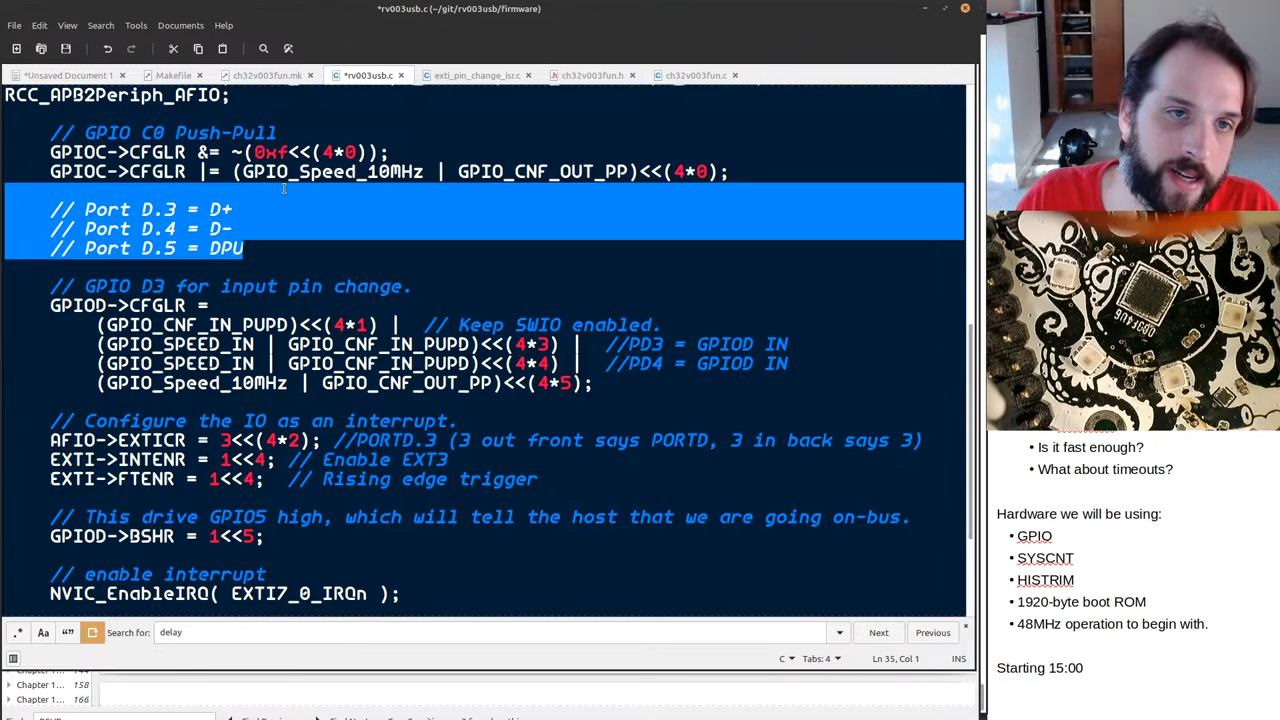 *rv003usb.c (~/git/rv003usb/firmware)
File Edit View Search Tools Documents Help
*Unsaved Document 1 Makefile ch32v003fun.mk *rv003usb.c exti_pin_change_isr.c ch32v003fun.h ch32v003fun.c
RCC_APB2Periph_AFIO;
// GPIO C0 Push-Pull
GPIOC->CFGLR &= ~(0xf<<(4*0));
GPIOC->CFGLR |= (GPIO_Speed_10MHz | GPIO_CNF_OUT_PP)<<(4*0);
// Port D.3 = D+
// Port D.4 = D-
// Port D.5 = DPU
// GPIO D3 for input pin change.
GPIOD->CFGLR =
(GPIO_CNF_IN_PUPD)<<(4*1) | // Keep SWIO enabled.
(GPIO_SPEED_IN | GPIO_CNF_IN_PUPD)<<(4*3) | //PD3 = GPIOD IN
(GPIO_SPEED_IN | GPIO_CNF_IN_PUPD)<<(4*4) | //PD4 = GPIOD IN
(GPIO_Speed_10MHz | GPIO_CNF_OUT_PP)<<(4*5);
// Configure the IO as an interrupt.
AFIO->EXTICR = 3<<(4*2); //PORTD.3 (3 out front says PORTD, 3 in back says 3)
EXTI->INTENR = 1<<4; // Enable EXT3
EXTI->FTENR = 1<<4; // Rising edge trigger
// This drive GPIO5 high, which will tell the host that we are going on-bus.
GPIOD->BSHR = 1<<5;
// enable interrupt
NVIC_EnableIRQ( EXTI7_0_IRQn );
.* Aa “” Search for: delay Next Previous
C Tabs: 4 Ln 35, Col 1 INS
Chapter 1... 158
Chapter 1... 166
• Is it fast enough?
• What about timeouts?
Hardware we will be using:
• GPIO
• SYSCNT
• HISTRIM
• 1920-byte boot ROM
• 48MHz operation to begin with.
Starting 15:00